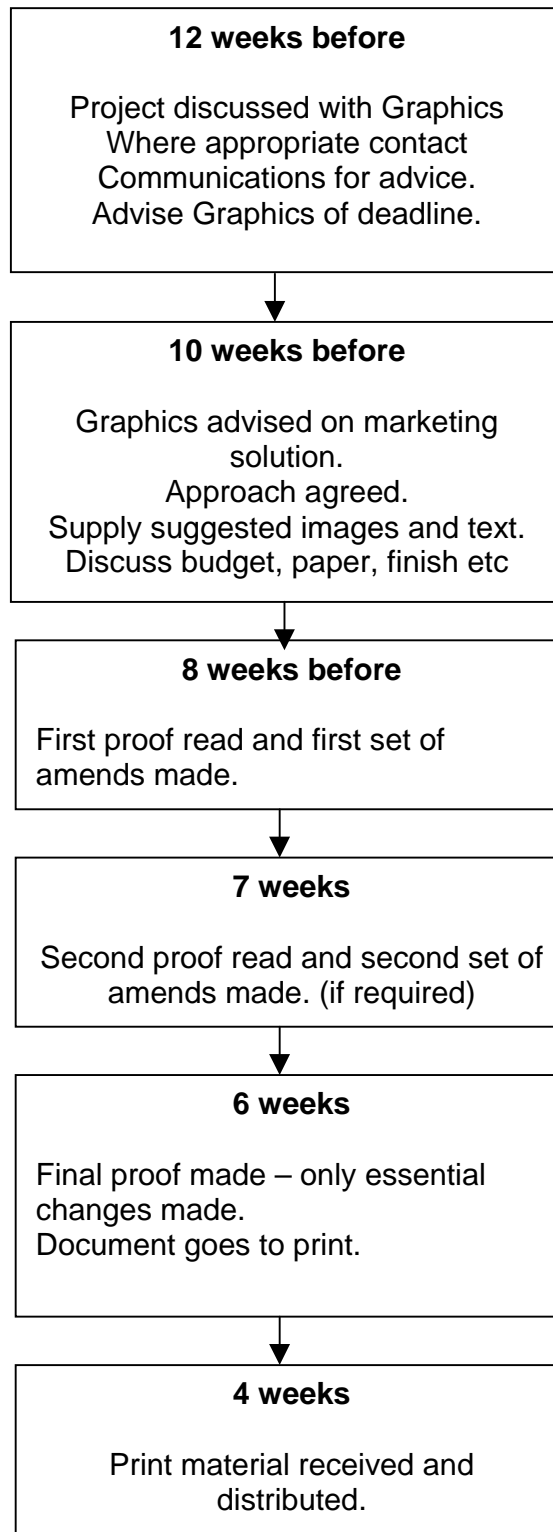 12 weeks before
Project discussed with Graphics
Where appropriate contact
Communications for advice.
Advise Graphics of deadline.
10 weeks before
Graphics advised on marketing
solution.
Approach agreed.
Supply suggested images and text.
Discuss budget, paper, finish etc
8 weeks before
First proof read and first set of
amends made.
7 weeks
Second proof read and second set of
amends made. (if required)
6 weeks
Final proof made – only essential
changes made.
Document goes to print.
4 weeks
Print material received and
distributed.